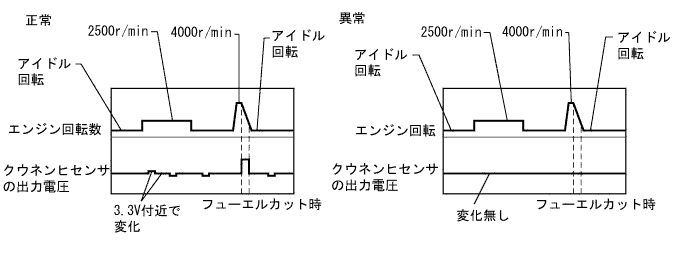 正常
2500r/min
4000r/min
アイドル
回転
アイドル
回転
エンジン回転数
クウネンヒセンサ
の出力電圧
3.3V付近で
変化
フューエルカット時
異常
2500r/min
4000r/min
アイドル
回転
アイドル
回転
エンジン回転
クウネンヒセンサ
の出力電圧
変化無し
フューエルカット時